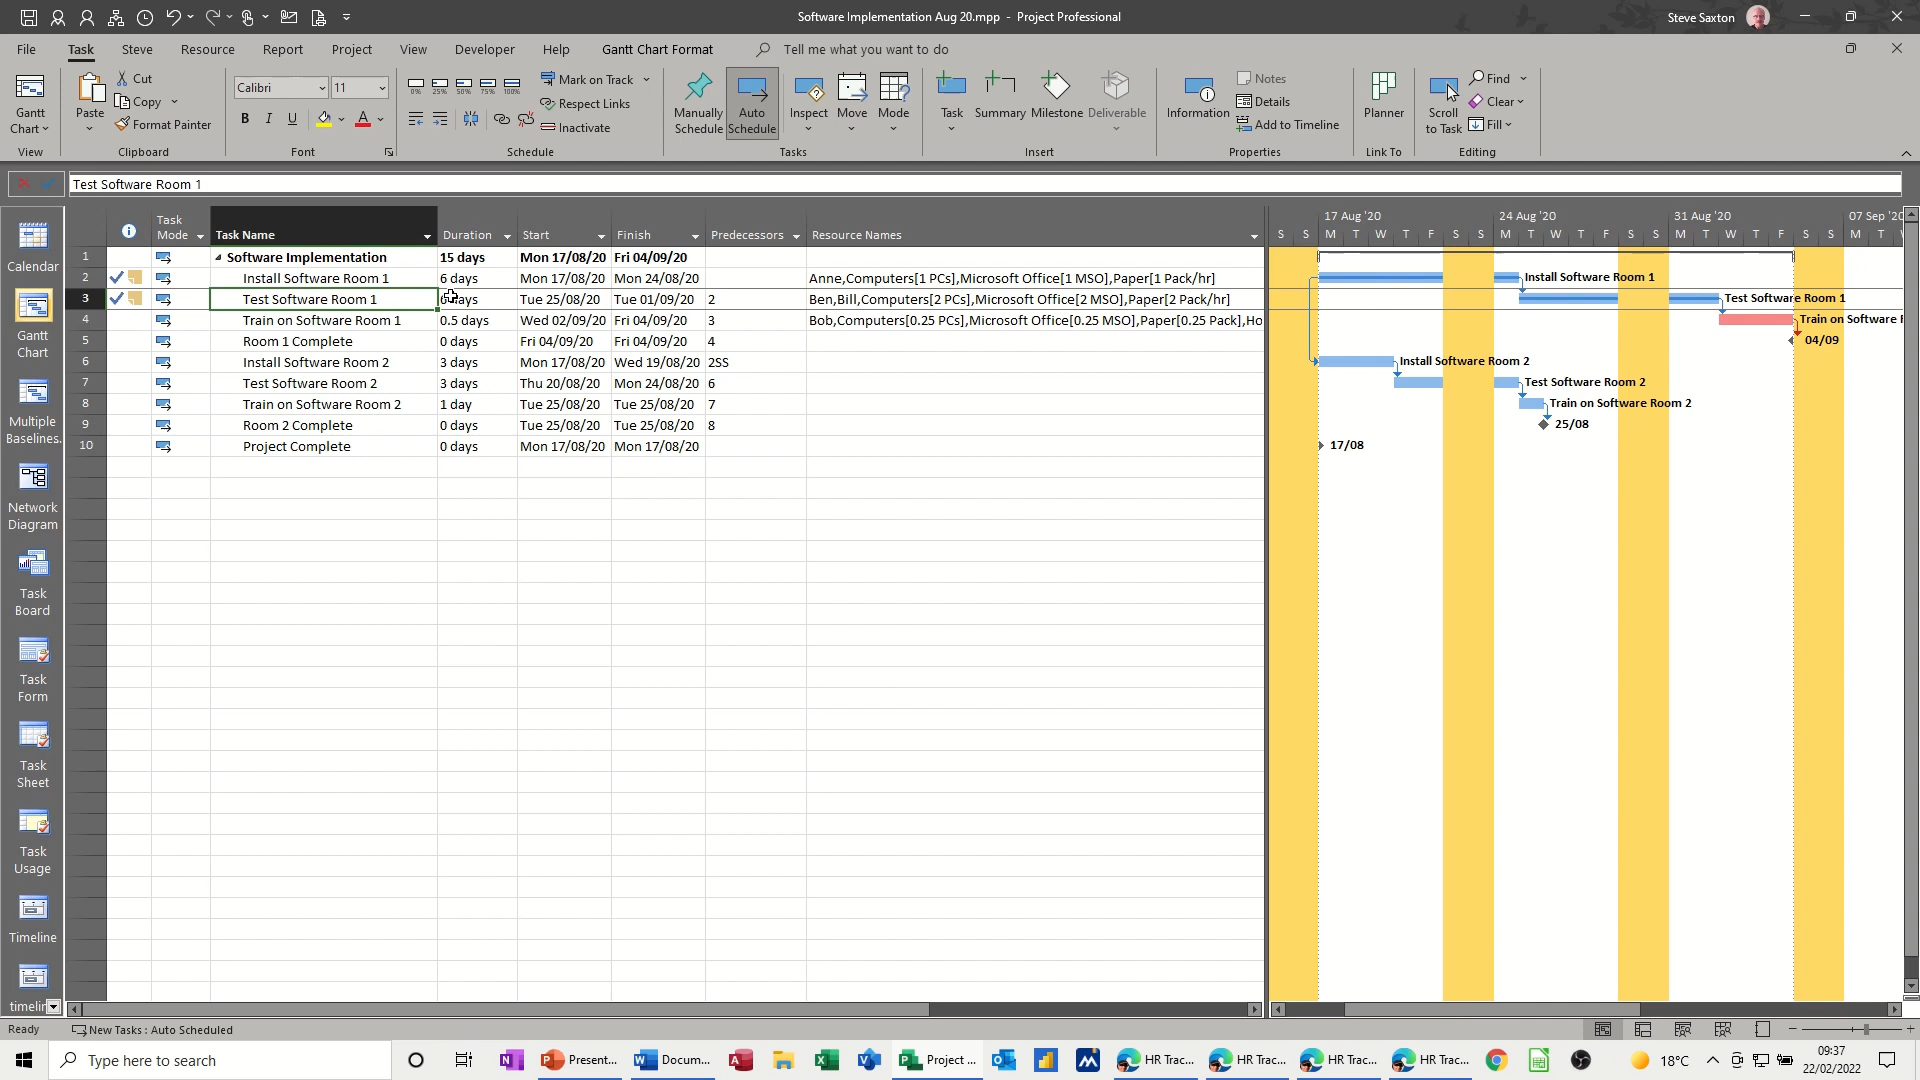 Software Implementation Aug 20.mpp - Project Professional
Steve Saxton
File Task Steve Resource Report Project View Developer Help Gantt Chart Format Tell me what you want to do
Gantt Chart
View
Paste
Cut
Copy
Format Painter
Clipboard
Calibri 11
B I U A
Font
0% 25% 50% 75% 100%
Mark on Track
Respect Links
Inactivate
Schedule
Manually Schedule
Auto Schedule
Inspect
Move
Mode
Tasks
Task
Summary
Milestone
Deliverable
Insert
Information
Notes
Details
Add to Timeline
Properties
Planner
Link To
Scroll to Task
Find
Clear
Fill
Editing
Test Software Room 1
Calendar
Gantt Chart
Multiple Baselines.
Network Diagram
Task Board
Task Form
Task Sheet
Task Usage
Timeline
Task Mode Task Name Duration Start Finish Predecessors Resource Names
1 Software Implementation 15 days Mon 17/08/20 Fri 04/09/20
2 Install Software Room 1 6 days Mon 17/08/20 Mon 24/08/20 Anne,Computers[1 PCs],Microsoft Office[1 MSO],Paper[1 Pack/hr]
3 Test Software Room 1 6 days Tue 25/08/20 Tue 01/09/20 2 Ben,Bill,Computers[2 PCs],Microsoft Office[2 MSO],Paper[2 Pack/hr]
4 Train on Software Room 1 0.5 days Wed 02/09/20 Fri 04/09/20 3 Bob,Computers[0.25 PCs],Microsoft Office[0.25 MSO],Paper[0.25 Pack],Ho
5 Room 1 Complete 0 days Fri 04/09/20 Fri 04/09/20 4
6 Install Software Room 2 3 days Mon 17/08/20 Wed 19/08/20 2SS
7 Test Software Room 2 3 days Thu 20/08/20 Mon 24/08/20 6
8 Train on Software Room 2 1 day Tue 25/08/20 Tue 25/08/20 7
9 Room 2 Complete 0 days Tue 25/08/20 Tue 25/08/20 8
10 Project Complete 0 days Mon 17/08/20 Mon 17/08/20
17 Aug '20 24 Aug '20 31 Aug '20 07 Sep '20
S S M T W T F S S M T W T F S S M T W T F S S M T
Install Software Room 1
Test Software Room 1
Train on Software
04/09
Install Software Room 2
Test Software Room 2
Train on Software Room 2
25/08
17/08
Ready New Tasks : Auto Scheduled
Type here to search
Present...
Docum...
Project ...
HR Trac...
HR Trac...
HR Trac...
HR Trac...
18°C
09:37
22/02/2022